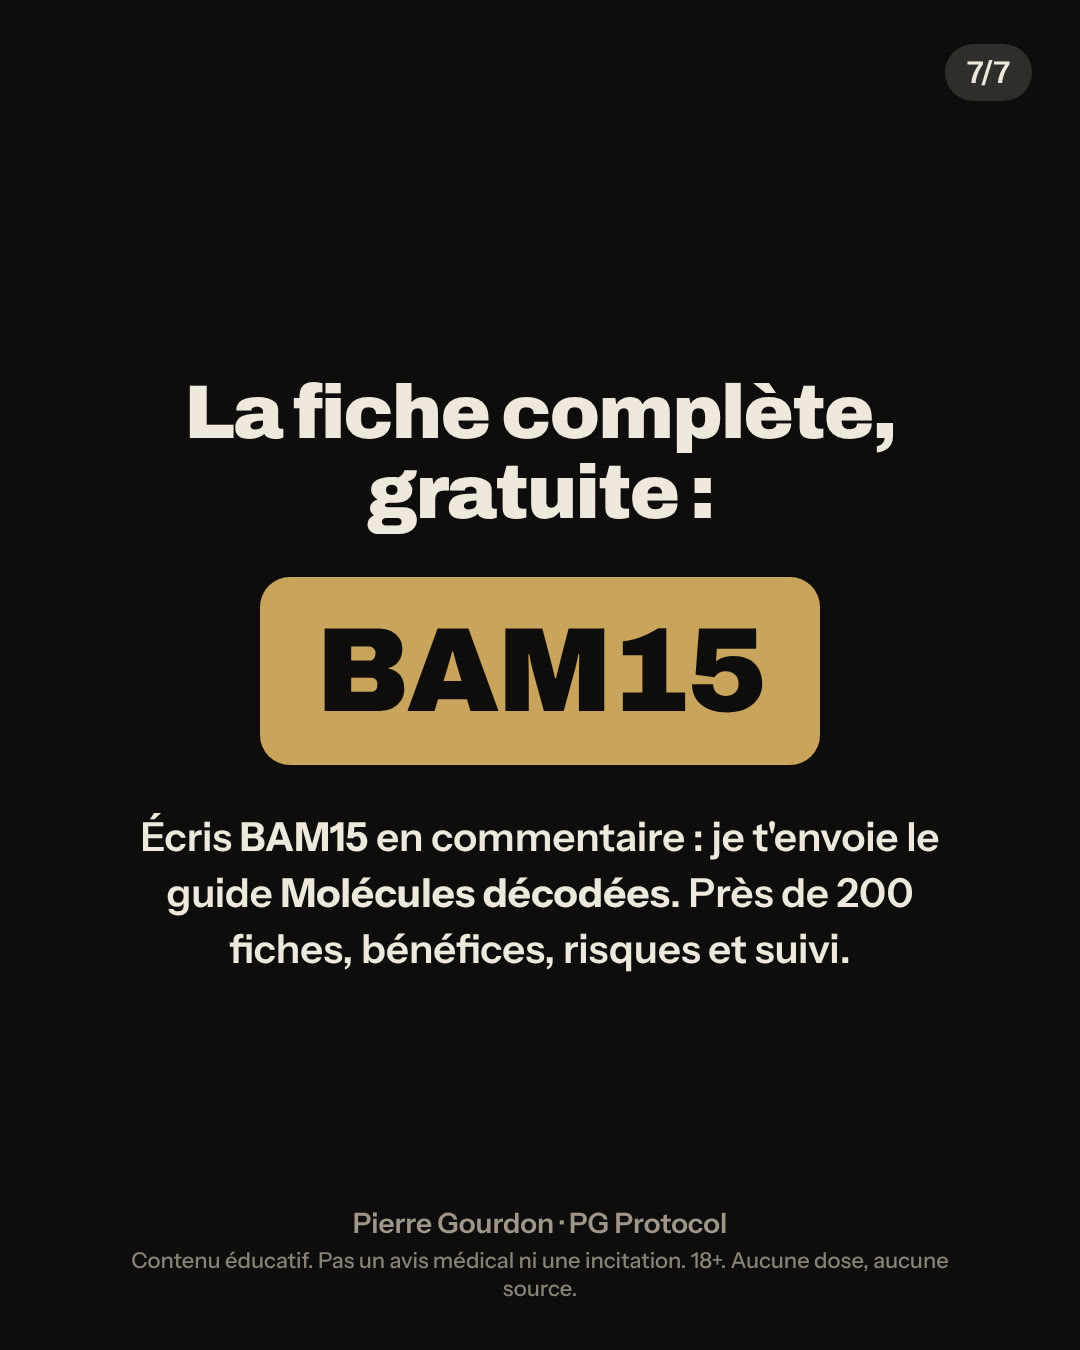 7/7
La fiche complète,
gratuite :
BAM15
Écris BAM15 en commentaire : je t'envoie le
guide Molécules décodées. Près de 200
fiches, bénéfices, risques et suivi.
Pierre Gourdon · PG Protocol
Contenu éducatif. Pas un avis médical ni une incitation. 18+. Aucune dose, aucune
source.